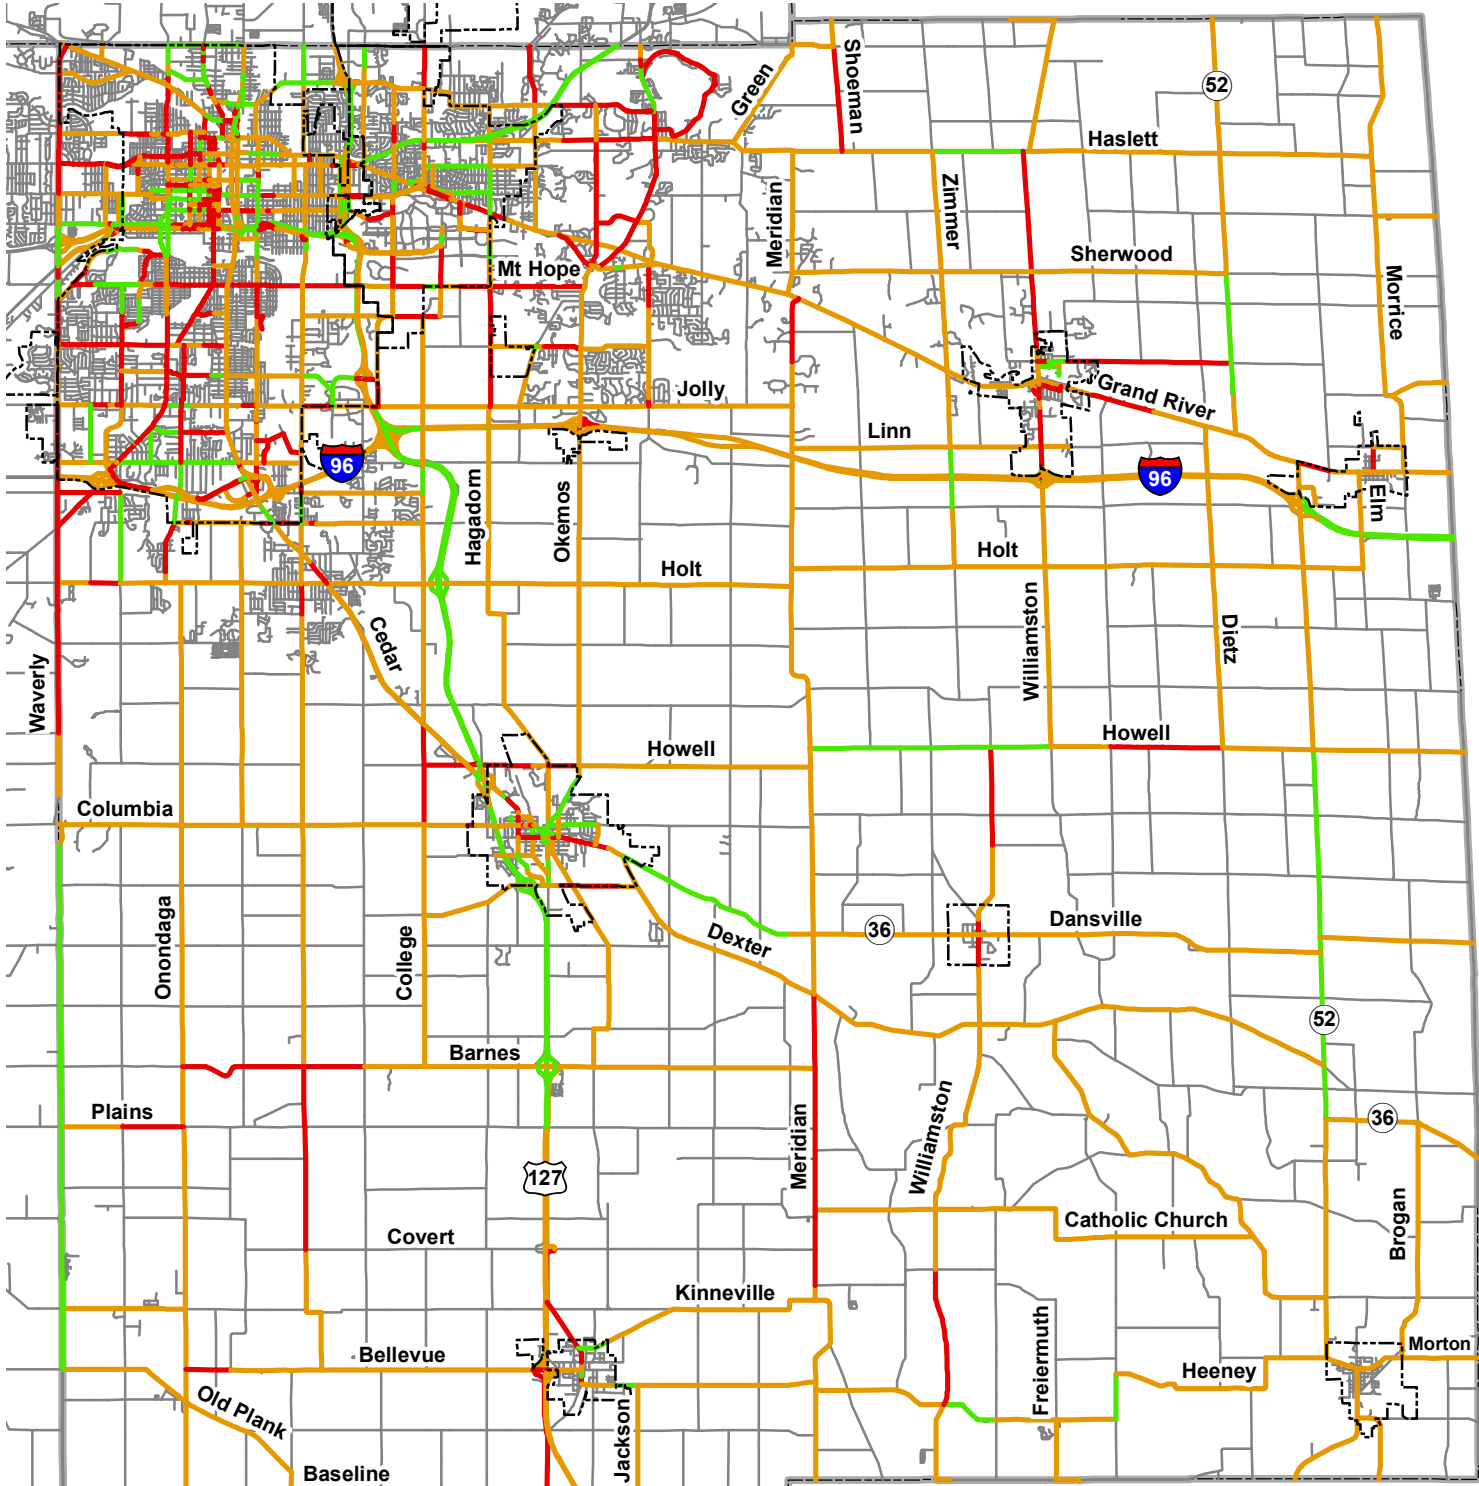 Shoeman
Green
52
Haslett
Zimmer
Meridian
Sherwood
Mt Hope
Morrice
Jolly
Grand River
Linn
96
96
Hagadorn
Okemos
Elm
Holt
Holt
Cedar
Williamston
Dietz
Waverly
Howell
Howell
Columbia
Onondaga
College
Dexter
36
Dansville
52
Barnes
Plains
Meridian
Williamston
36
127
Covert
Catholic Church
Brogan
Kinneville
Freiermuth
Bellevue
Morton
Heeney
Old Plank
Jackson
Baseline